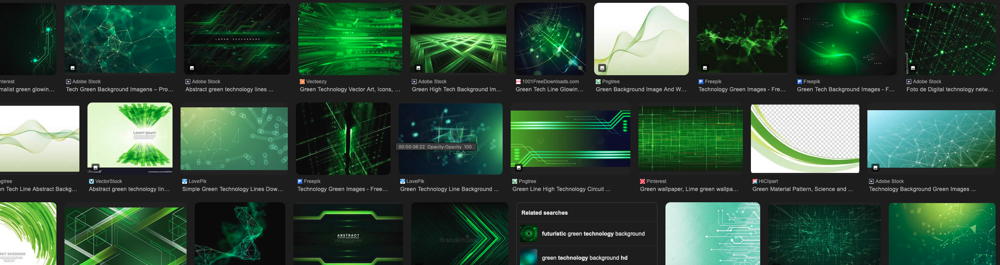 LOREM BACKGROUND
nterest
Adobe Stock
Adobe Stock
Vecteezy
Adobe Stock
1001FreeDownloads.com
Pngtree
Freepik
Freepik
Adobe Stock
malist green glowin...
Tech Green Background Imagens – Pro...
Abstract green technology lines ...
Green Technology Vector Art, Icons, ...
Green High Tech Background Im...
Green Tech Line Glowin...
Green Background Image And W...
Technology Green Images - Fre...
Green Tech Background Images - F...
Foto de Digital technology netw...
Lorem Ipsum
00:00:36:22 Opacity:Opacity 100
VectorStock.com/24320540
ngtree
VectorStock
LovePik
Freepik
LovePik
Pngtree
Pinterest
HiClipart
Adobe Stock
en Tech Line Abstract Backg...
Abstract green technology lin...
Simple Green Technology Lines Dow...
Technology Green Images - Free...
Green Technology Line Background ...
Green Line High Technology Circuit ...
Green wallpaper, Lime green wallpa...
Green Material Pattern, Science and ...
Technology Background Green Images ...
RACT BACKGROUND
ABSTRACT
VECTOR BACKGROUND
dreamstime
Related searches
futuristic green technology background
green technology background hd